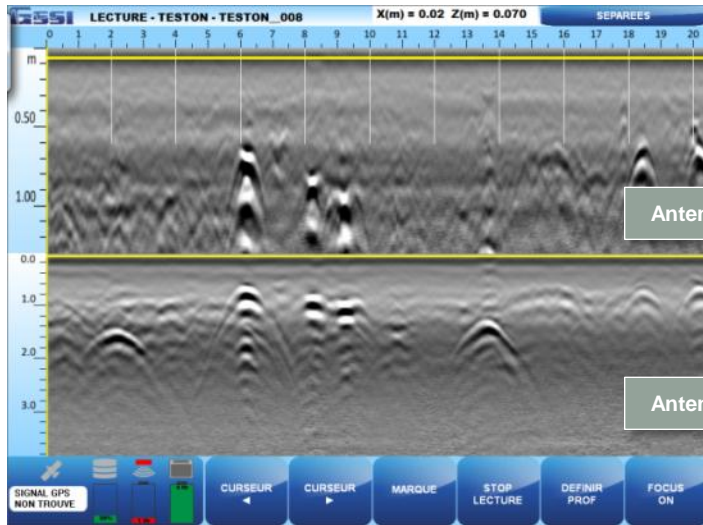 GSSI LECTURE - TESTON - TESTON__008 X(m) = 0.02 Z(m) = 0.070 SEPAREES
0 1 2 3 4 5 6 7 8 9 10 11 12 13 14 15 16 17 18 19 20
m
0.50
1.00
Anter
0.0
1.0
2.0
3.0
Anter
SIGNAL GPS
NON TROUVE
CURSEUR
◄
CURSEUR
►
MARQUE
STOP
LECTURE
DEFINIR
PROF
FOCUS
ON